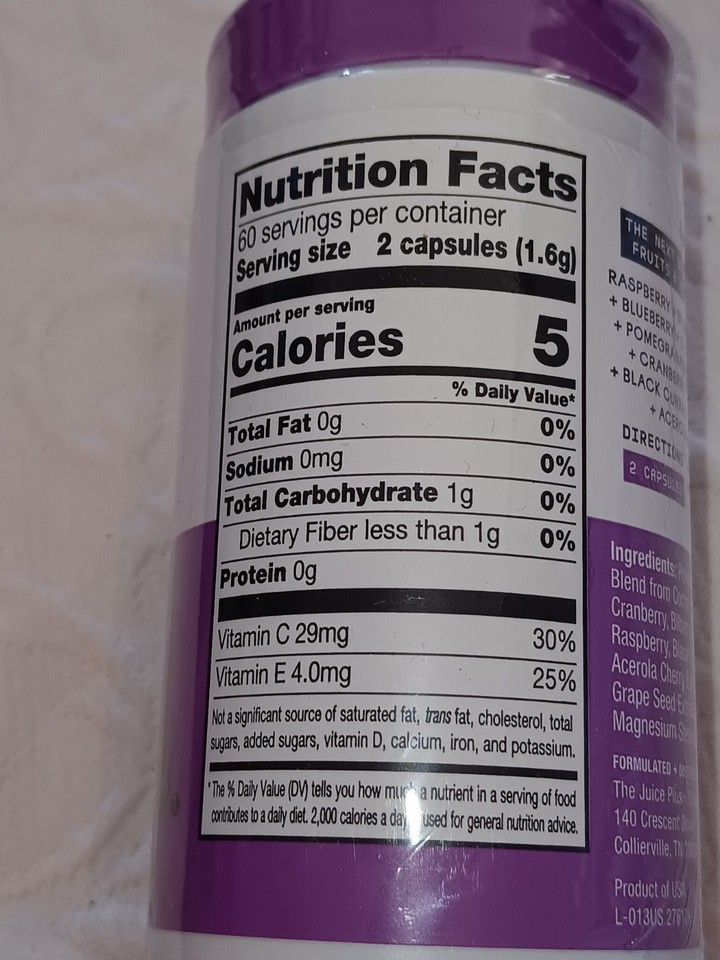 Nutrition Facts
60 servings per container
Serving size 2 capsules (1.6g)
Amount per serving
Calories 5
% Daily Value*
Total Fat 0g 0%
Sodium 0mg 0%
Total Carbohydrate 1g 0%
Dietary Fiber less than 1g 0%
Protein 0g
Vitamin C 29mg 30%
Vitamin E 4.0mg 25%
Not a significant source of saturated fat, trans fat, cholesterol, total
sugars, added sugars, vitamin D, calcium, iron, and potassium.
*The % Daily Value (DV) tells you how much a nutrient in a serving of food
contributes to a daily diet. 2,000 calories a day used for general nutrition advice.
THE NEXT
FRUITS
RASPBERRY
+ BLUEBERRY
+
+
+ BLACK
+
2 CAPSULES
Ingredients:
Blend from
Cranberry,
Raspberry,
Acerola Cherry
Grape Seed
Magnesium
FORMULATED +
The Juice Plus+
140 Crescent
Collierville, TN
Product of USA
L-013US